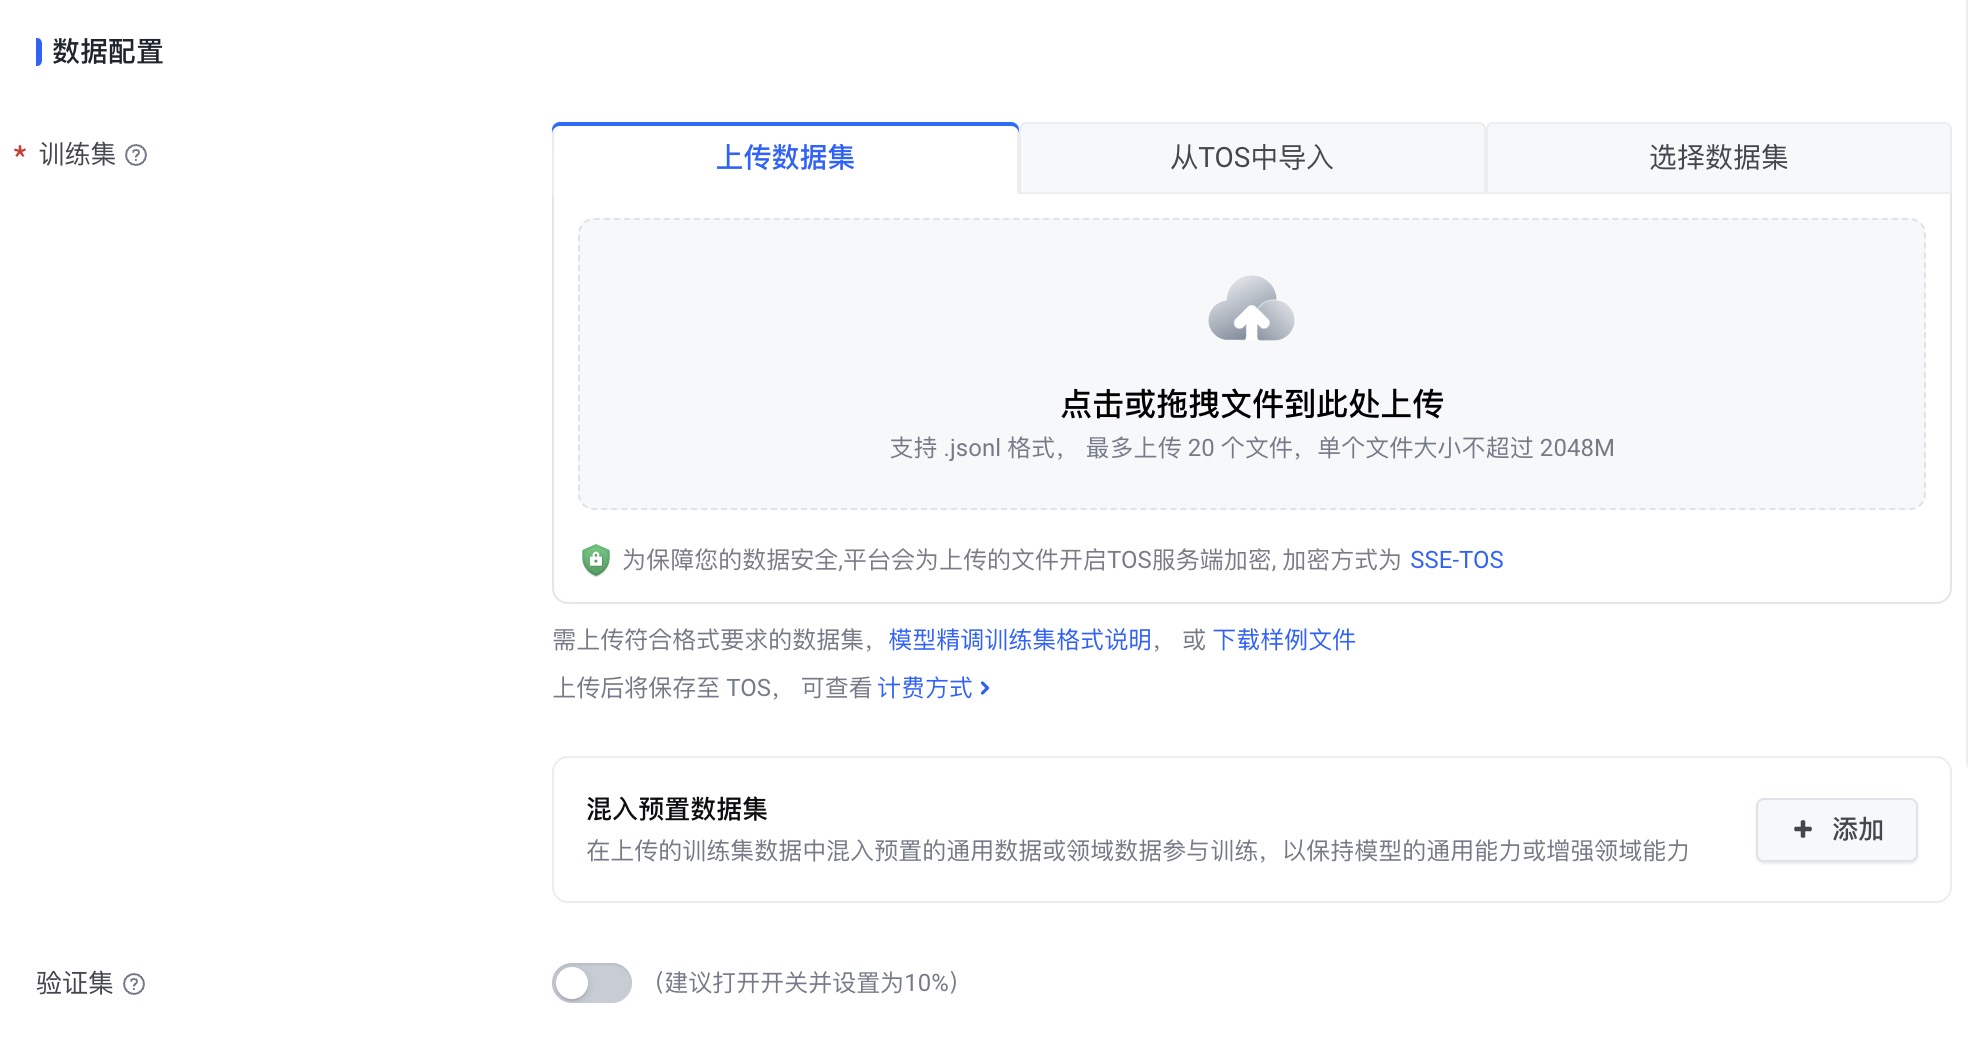 数据配置
* 训练集
上传数据集
从TOS中导入
选择数据集
点击或拖拽文件到此处上传
支持 .jsonl 格式， 最多上传 20 个文件，单个文件大小不超过 2048M
为保障您的数据安全,平台会为上传的文件开启TOS服务端加密, 加密方式为 SSE-TOS
需上传符合格式要求的数据集，模型精调训练集格式说明， 或 下载样例文件
上传后将保存至 TOS， 可查看 计费方式
混入预置数据集
在上传的训练集数据中混入预置的通用数据或领域数据参与训练，以保持模型的通用能力或增强领域能力
+ 添加
验证集
（建议打开开关并设置为10%）